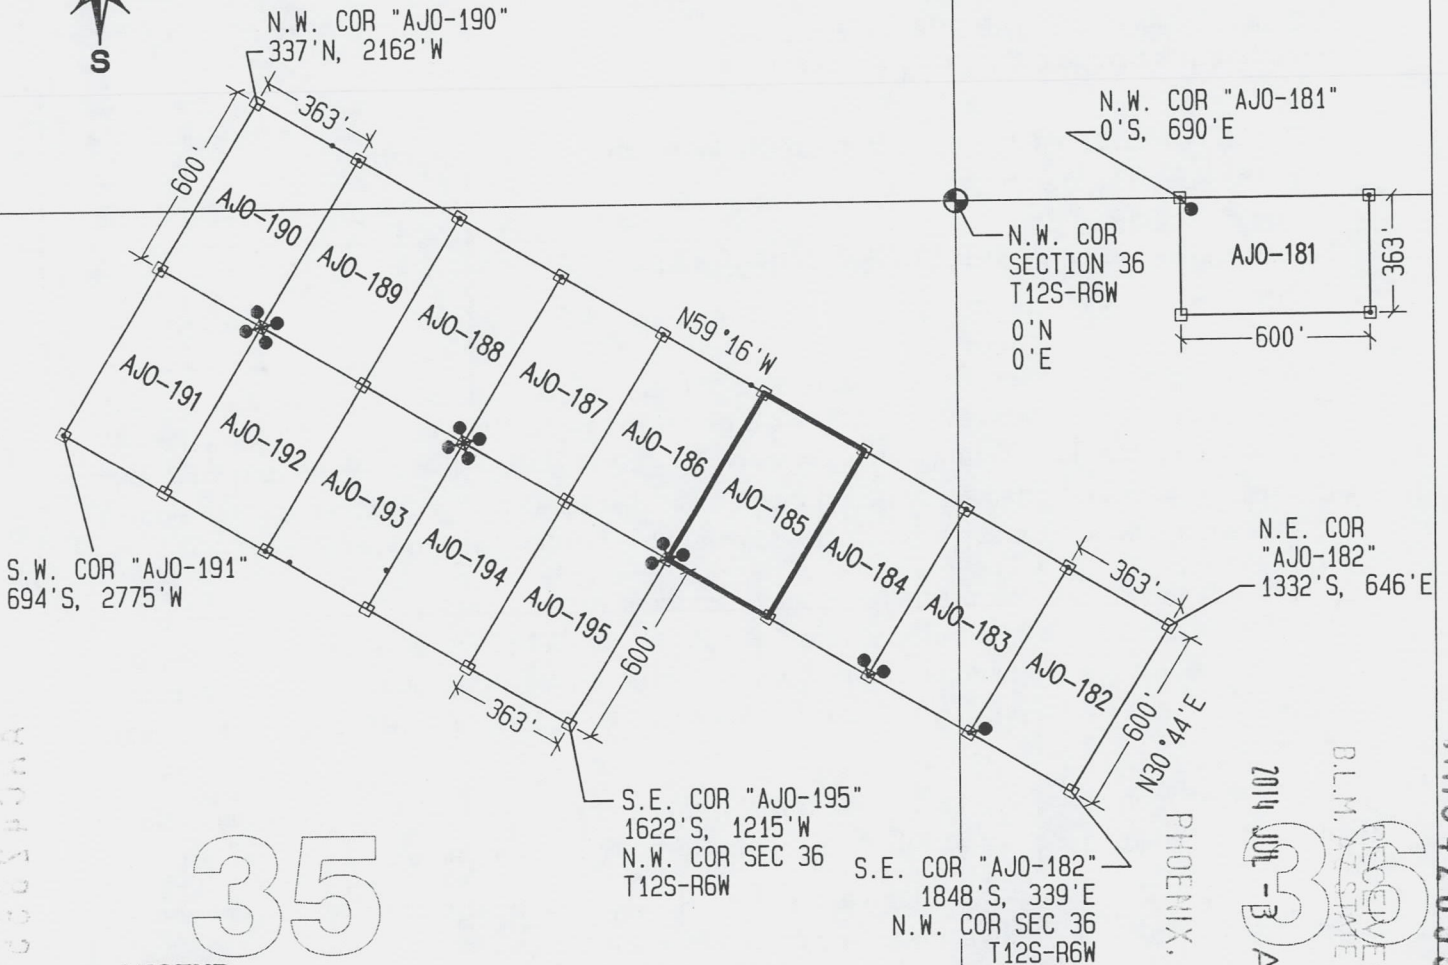 S
N.W. COR "AJO-190"
337'N, 2162'W
363'
600'
AJO-190
AJO-189
AJO-188
AJO-187
AJO-186
AJO-185
AJO-184
AJO-183
AJO-182
AJO-191
AJO-192
AJO-193
AJO-194
AJO-195
N59°16'W
N.W. COR "AJO-181"
0'S, 690'E
AJO-181
363'
600'
N.W. COR
SECTION 36
T12S-R6W
0'N
0'E
N.E. COR
"AJO-182"
1332'S, 646'E
363'
600'
N30°44'E
S.W. COR "AJO-191"
694'S, 2775'W
600'
363'
S.E. COR "AJO-195"
1622'S, 1215'W
N.W. COR SEC 36
T12S-R6W
S.E. COR "AJO-182"
1848'S, 339'E
N.W. COR SEC 36
T12S-R6W
35
36
PHOENIX,
2014 JUL -3 A
B.L.M. AZ STATE
RECEIVE